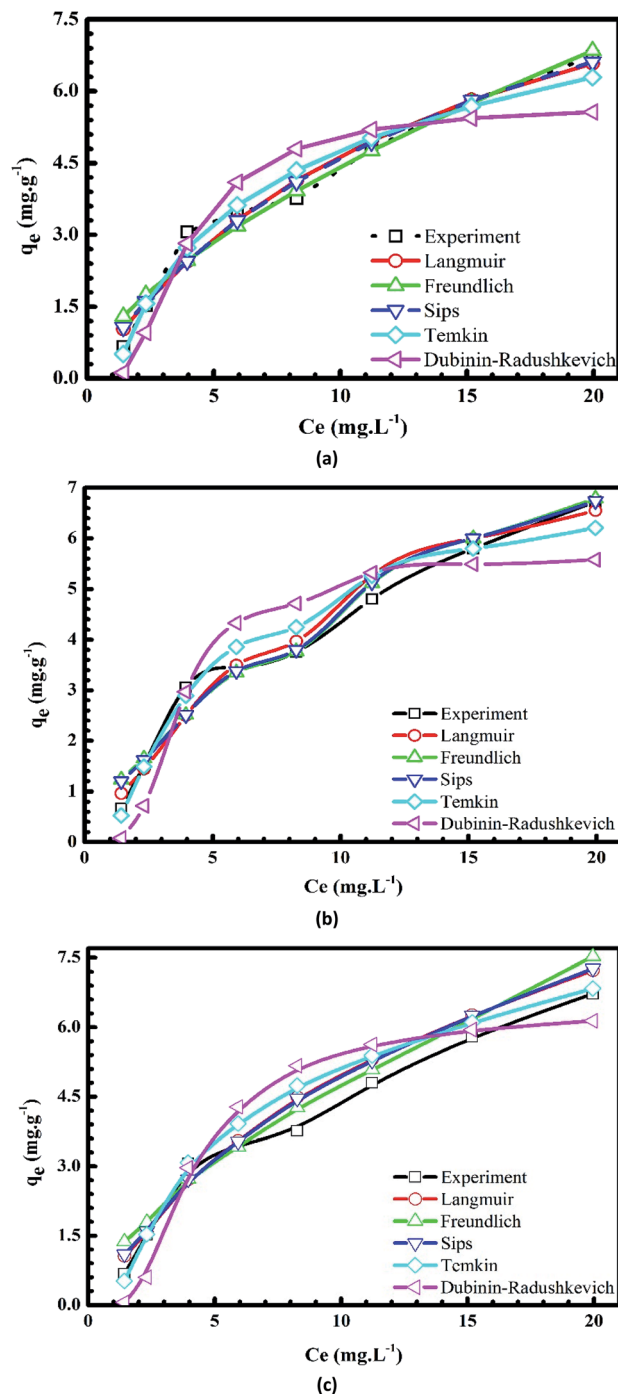 7.5
6.0
4.5
3.0
1.5
0.0
qe (mg.g-1)
Experiment
Langmuir
Freundlich
Sips
Temkin
Dubinin-Radushkevich
0 5 10 15 20
Ce (mg.L-1)
(a)
7
6
5
4
3
2
1
0
qe (mg.g-1)
Experiment
Langmuir
Freundlich
Sips
Temkin
Dubinin-Radushkevich
0 5 10 15 20
Ce (mg.L-1)
(b)
7.5
6.0
4.5
3.0
1.5
0.0
qe (mg.g-1)
Experiment
Langmuir
Freundlich
Sips
Temkin
Dubinin-Radushkevich
0 5 10 15 20
Ce (mg.L-1)
(c)